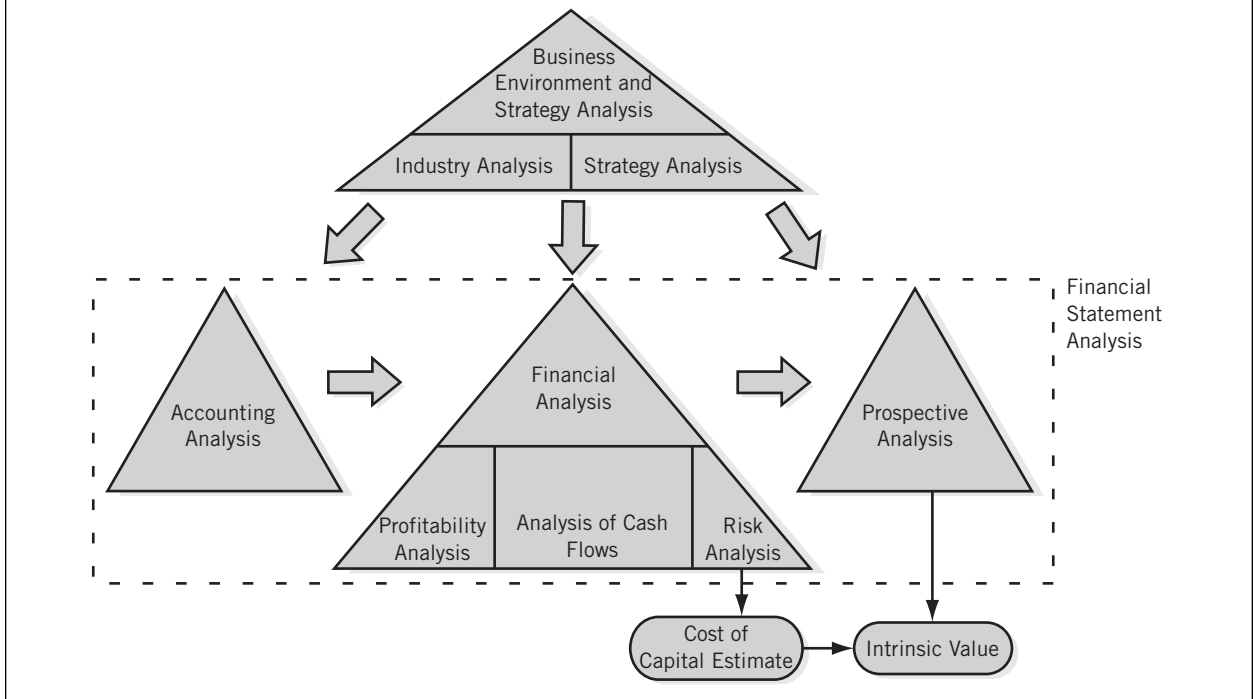 Business
Environment and
Strategy Analysis
Industry Analysis
Strategy Analysis
Financial
Statement
Analysis
Accounting
Analysis
Financial
Analysis
Prospective
Analysis
Profitability
Analysis
Analysis of Cash
Flows
Risk
Analysis
Cost of
Capital Estimate
Intrinsic Value